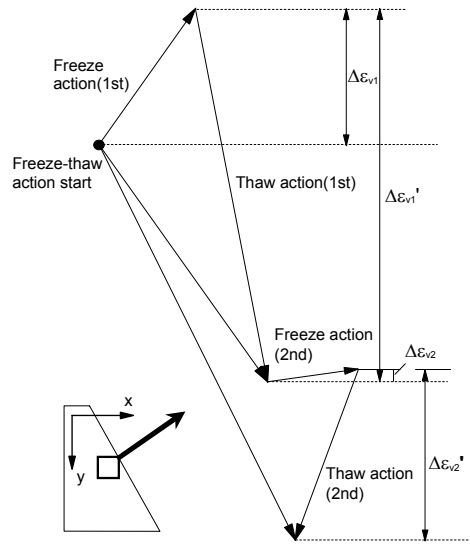 Freeze
action(1st)
Δεv1
Freeze-thaw
action start
Thaw action(1st)
Δεv1'
Freeze action
(2nd)
Δεv2
x
y
Thaw action
(2nd)
Δεv2'